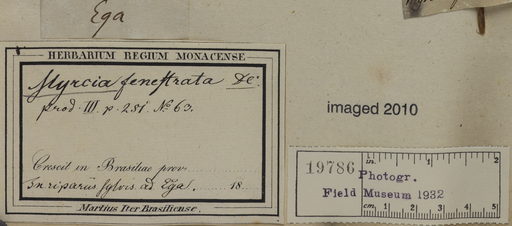 Ega
HERBARIUM REGIUM MONACENSE
Myrcia fenestrata DC.
prod. III p. 251. No 63.
Crescit in Brasiliae prov.
In ripariis sylvis ad Ega. 18
Martius Iter Brasiliense.
imaged 2010
19786 Photogr.
Field Museum 1932
in. 1 2
cm. 1 2 3 4 5